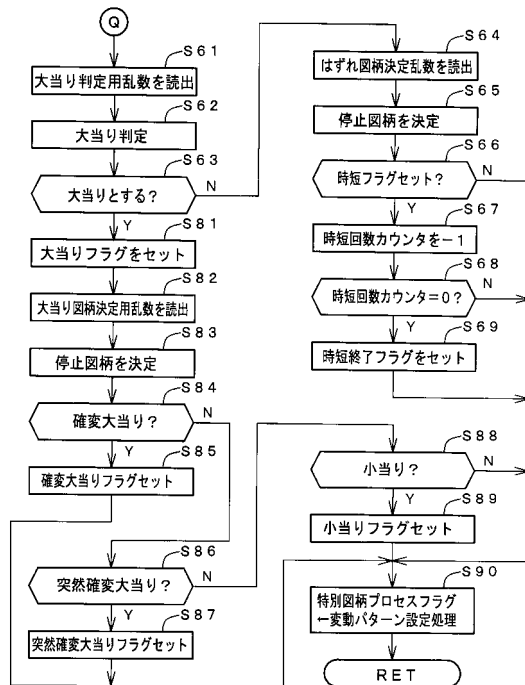 Q
S61
大当り判定用乱数を読出
S62
大当り判定
S63
大当りとする?
N
Y
S81
大当りフラグをセット
S82
大当り図柄決定用乱数を読出
S83
停止図柄を決定
S84
確変大当り?
N
Y
S85
確変大当りフラグセット
S86
突然確変大当り?
N
Y
S87
突然確変大当りフラグセット
S64
はずれ図柄決定乱数を読出
S65
停止図柄を決定
S66
時短フラグセット?
N
Y
S67
時短回数カウンタを-1
S68
時短回数カウンタ=0?
N
Y
S69
時短終了フラグをセット
S88
小当り?
N
Y
S89
小当りフラグセット
S90
特別図柄プロセスフラグ
←変動パターン設定処理
RET